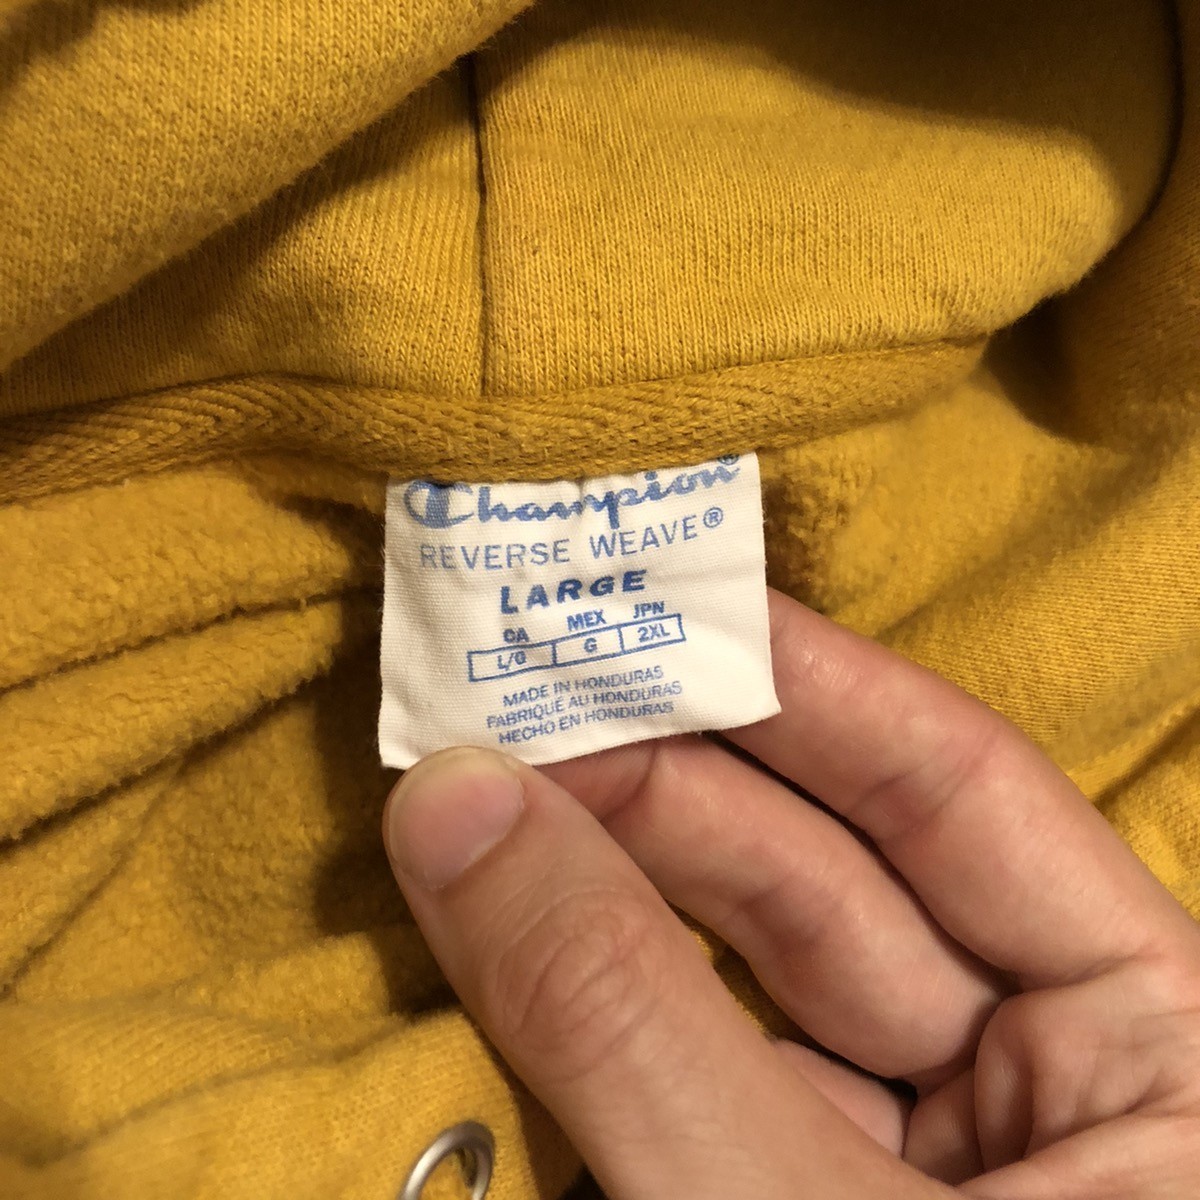 Champion®
REVERSE WEAVE®
LARGE
CA MEX JPN
L/G G 2XL
MADE IN HONDURAS
FABRIQUÉ AU HONDURAS
HECHO EN HONDURAS